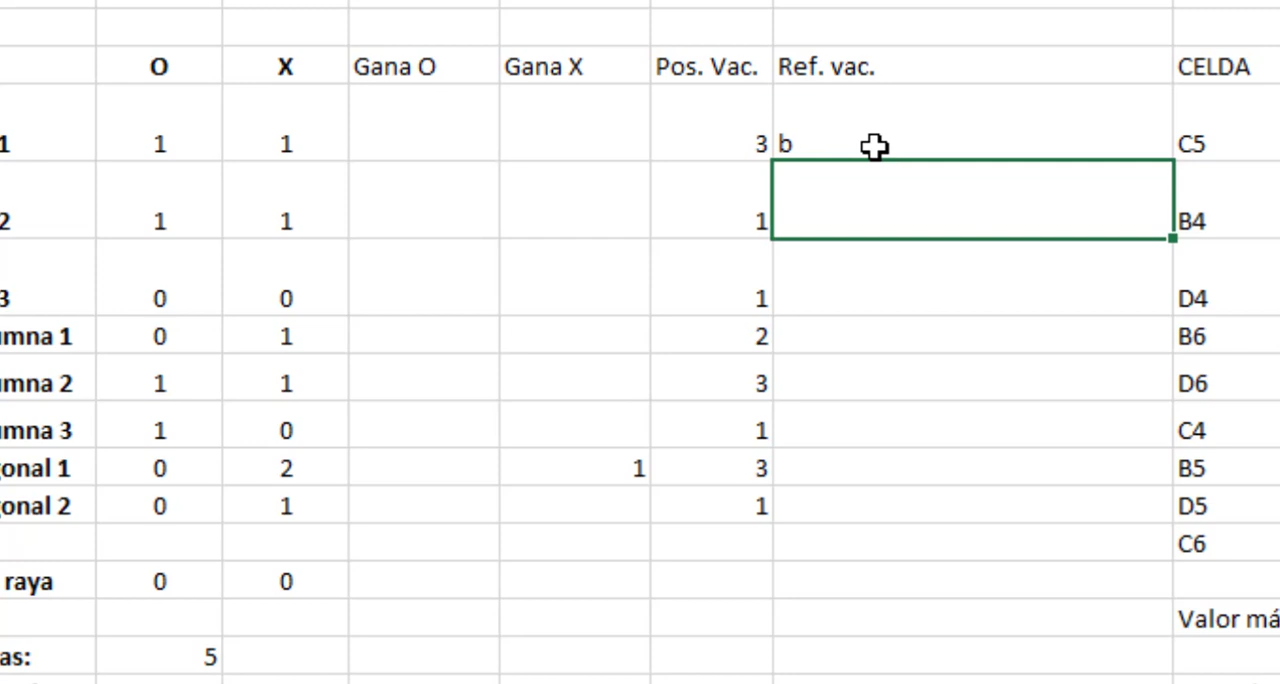 O X Gana O Gana X Pos. Vac. Ref. vac. CELDA
1 1 1 3 b C5
2 1 1 1 B4
3 0 0 1 D4
umna 1 0 1 2 B6
umna 2 1 1 3 D6
umna 3 1 0 1 C4
gonal 1 0 2 1 3 B5
gonal 2 0 1 1 D5
C6
raya 0 0
Valor má
as: 5